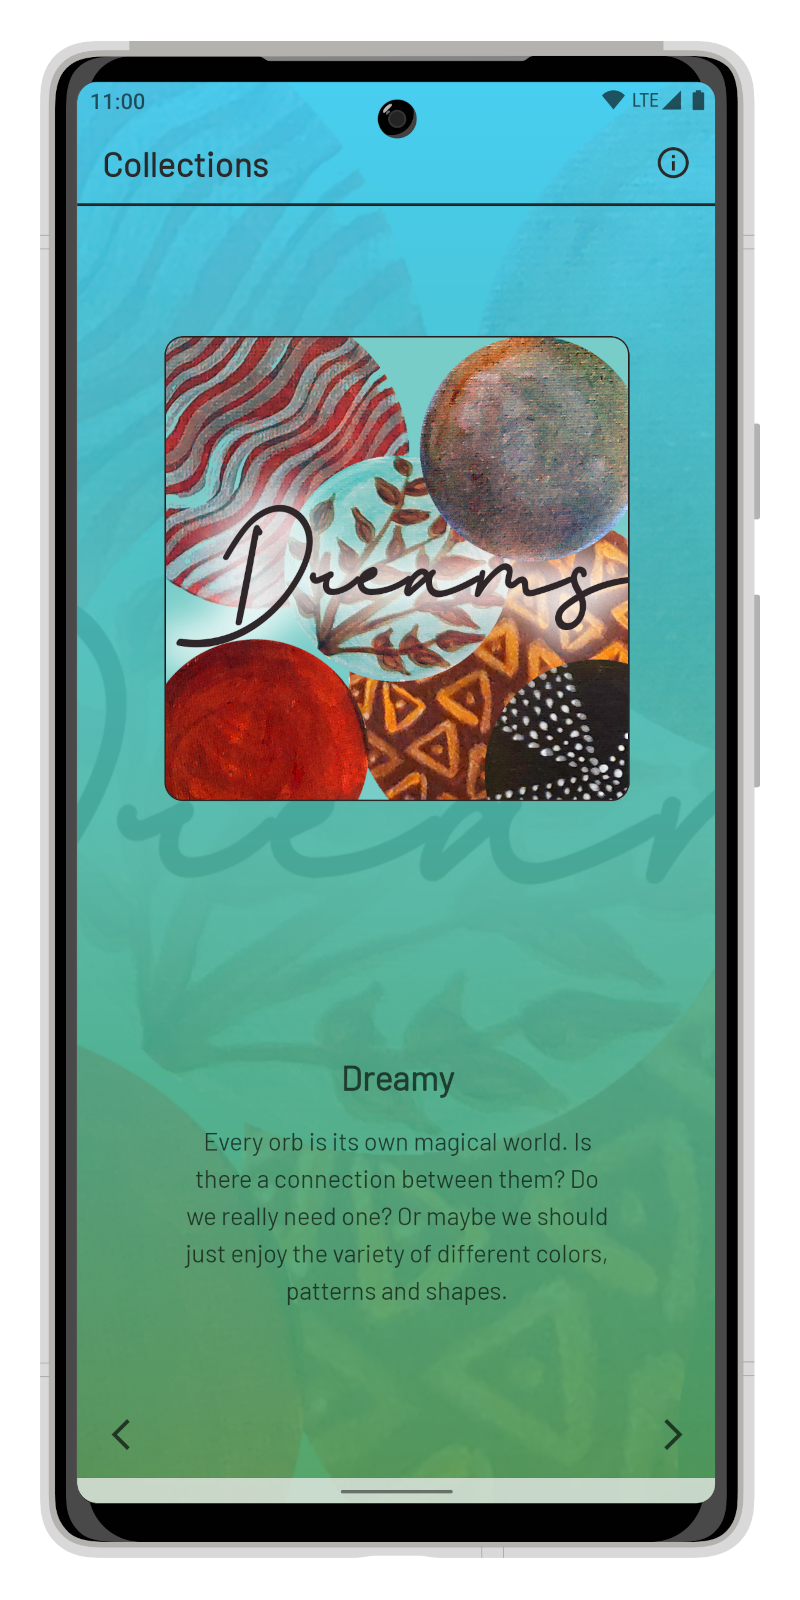 11:00 LTE
Collections
Dreams
Dream
Dreamy
Every orb is its own magical world. Is
there a connection between them? Do
we really need one? Or maybe we should
just enjoy the variety of different colors,
patterns and shapes.